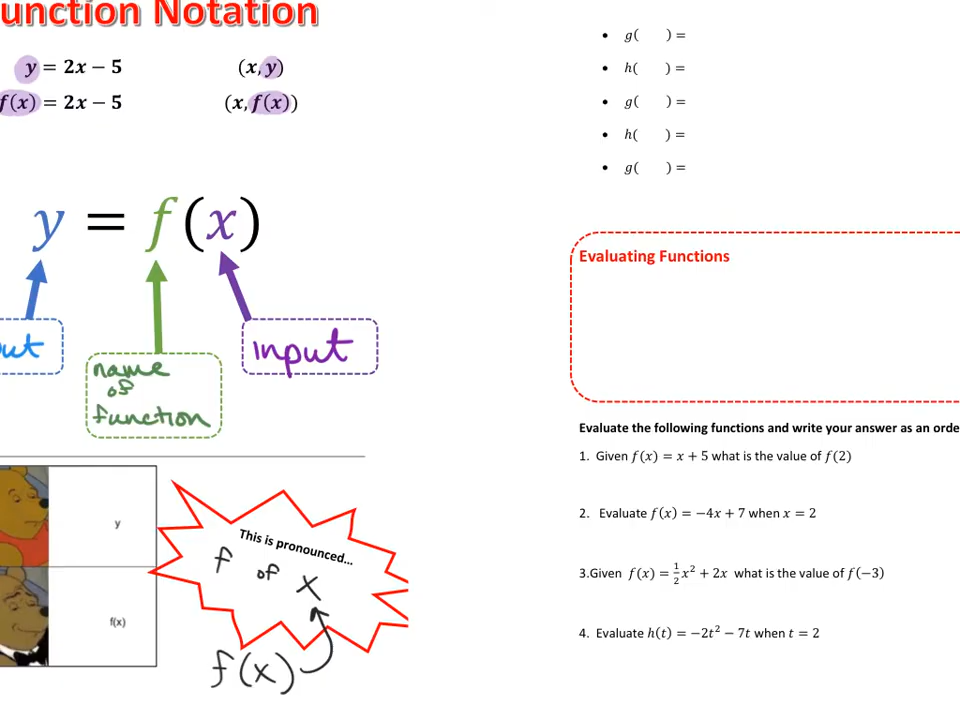 unction Notation
y = 2x − 5 (x, y)
f(x) = 2x − 5 (x, f(x))
y = f(x)
ut
name
of
function
input
y
f(x)
This is pronounced...
f of x
f(x)
• g( ) =
• h( ) =
• g( ) =
• h( ) =
• g( ) =
Evaluating Functions
Evaluate the following functions and write your answer as an orde
1. Given f(x) = x + 5 what is the value of f(2)
2. Evaluate f(x) = −4x + 7 when x = 2
3.Given f(x) = ½x² + 2x what is the value of f(−3)
4. Evaluate h(t) = −2t² − 7t when t = 2